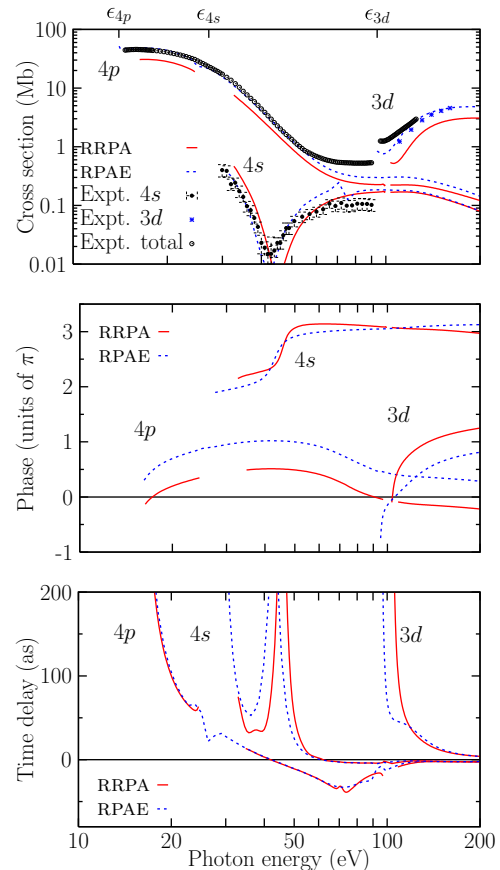 ϵ4p ϵ4s ϵ3d
100
10
1
0.1
0.01
Cross section (Mb)
4p
3d
4s
RRPA
RPAE
Expt. 4s
Expt. 3d
Expt. total
3
2
1
0
-1
Phase (units of π)
RRPA
RPAE
4s
4p
3d
200
100
0
Time delay (as)
4p 4s 3d
RRPA
RPAE
10 20 50 100 200
Photon energy (eV)